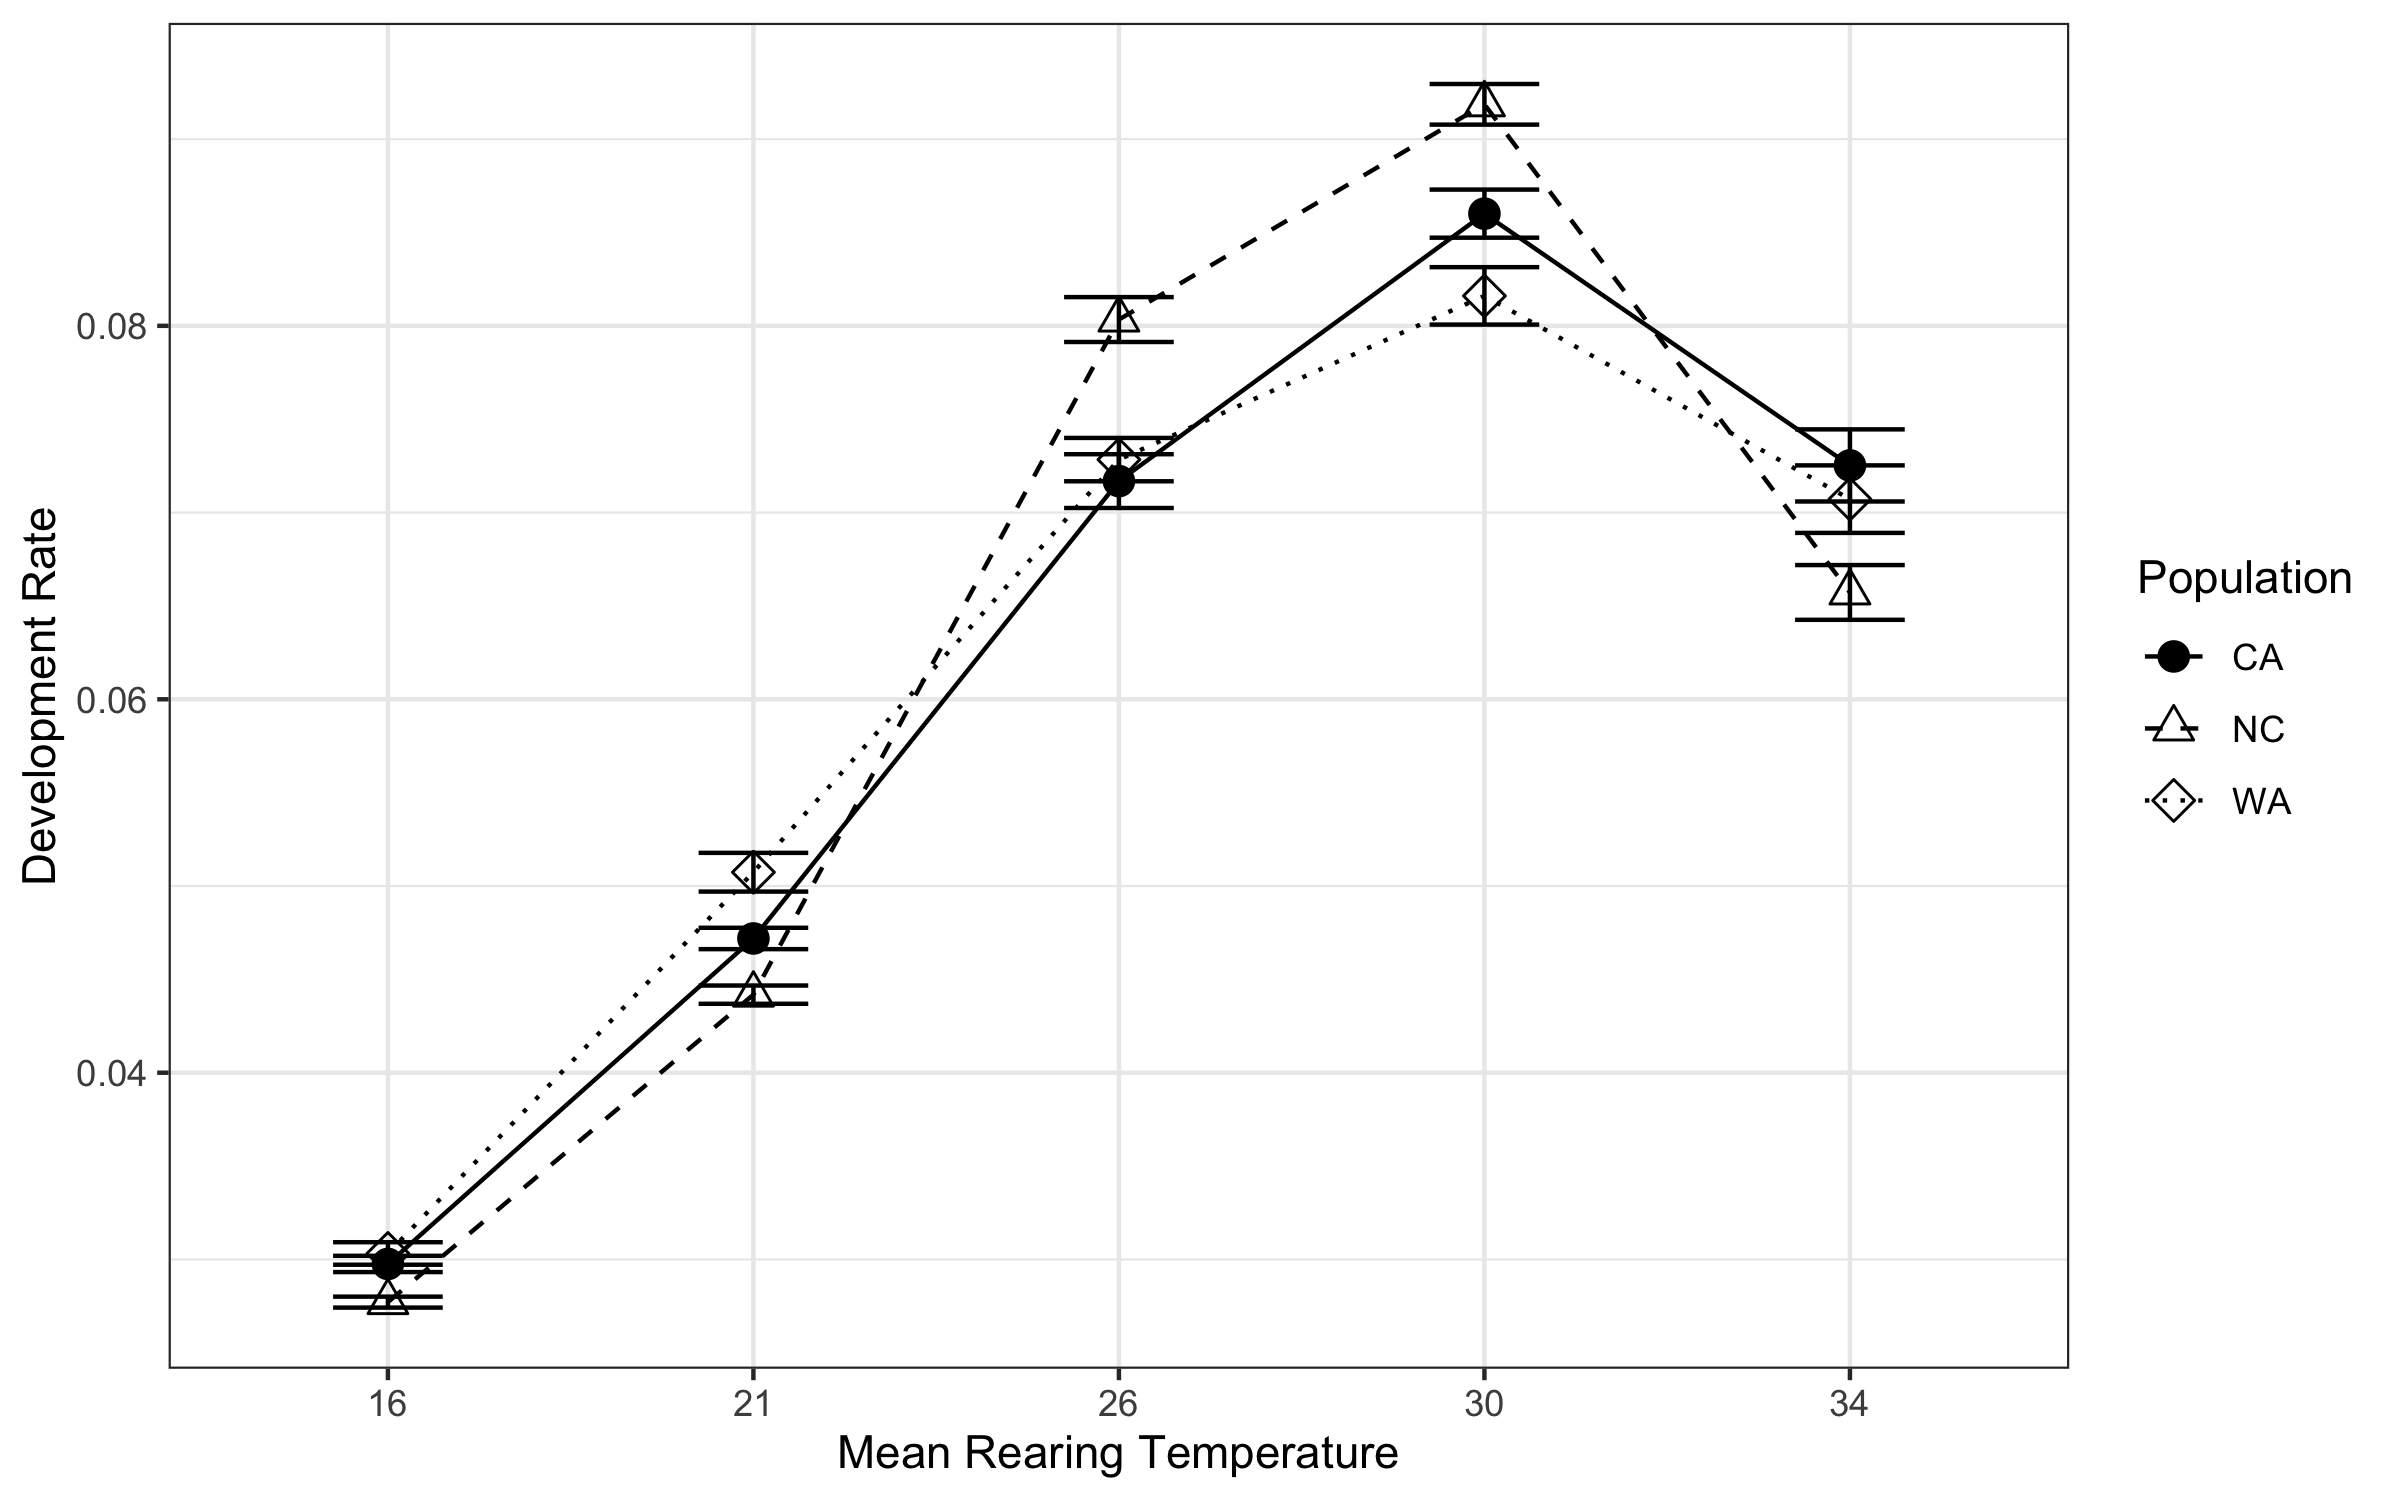 Development Rate
0.08
0.06
0.04
16 21 26 30 34
Mean Rearing Temperature
Population
CA
NC
WA